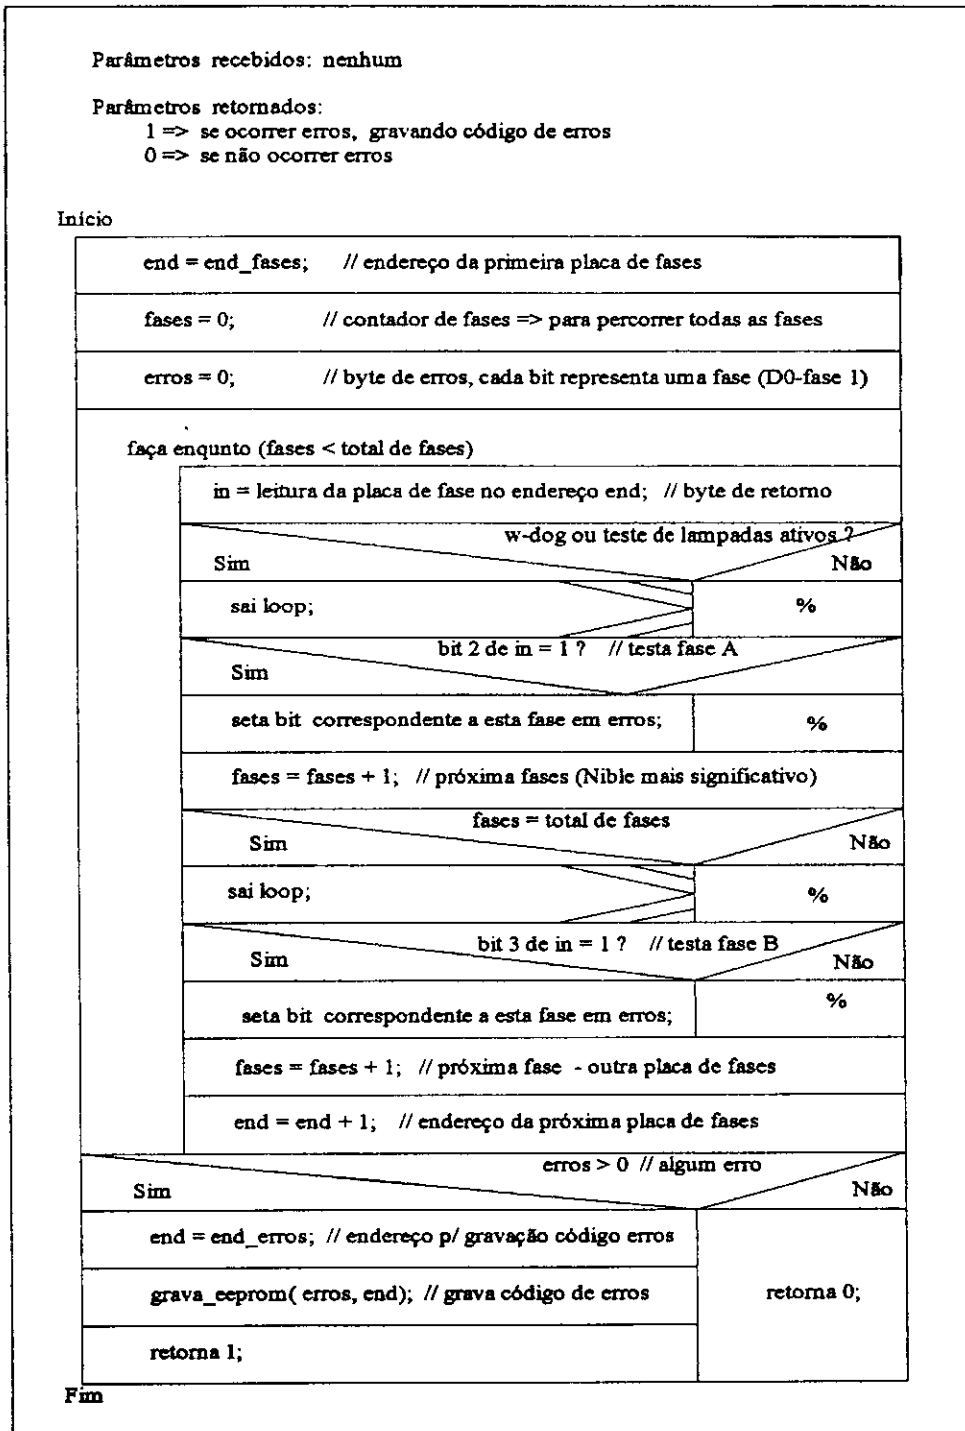 Parâmetros recebidos: nenhum
Parâmetros retornados:
1 => se ocorrer erros, gravando código de erros
0 => se não ocorrer erros
Início
end = end_fases; // endereço da primeira placa de fases
fases = 0; // contador de fases => para percorrer todas as fases
erros = 0; // byte de erros, cada bit representa uma fase (D0-fase 1)
faça enqunto (fases < total de fases)
in = leitura da placa de fase no endereço end; // byte de retorno
w-dog ou teste de lampadas ativos ?
Sim Não
sai loop; %
bit 2 de in = 1 ? // testa fase A
Sim
seta bit correspondente a esta fase em erros; %
fases = fases + 1; // próxima fases (Nible mais significativo)
fases = total de fases
Sim Não
sai loop; %
bit 3 de in = 1 ? // testa fase B
Sim Não
%
seta bit correspondente a esta fase em erros;
fases = fases + 1; // próxima fase - outra placa de fases
end = end + 1; // endereço da próxima placa de fases
erros > 0 // algum erro
Sim Não
end = end_erros; // endereço p/ gravação código erros
grava_eeprom( erros, end); // grava código de erros retorna 0;
retorna 1;
Fim